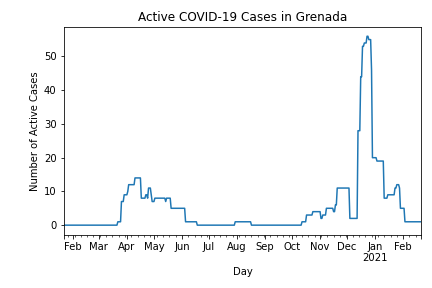 Active COVID-19 Cases in Grenada
Number of Active Cases
50
40
30
20
10
0
Feb Mar Apr May Jun Jul Aug Sep Oct Nov Dec Jan Feb
2021
Day